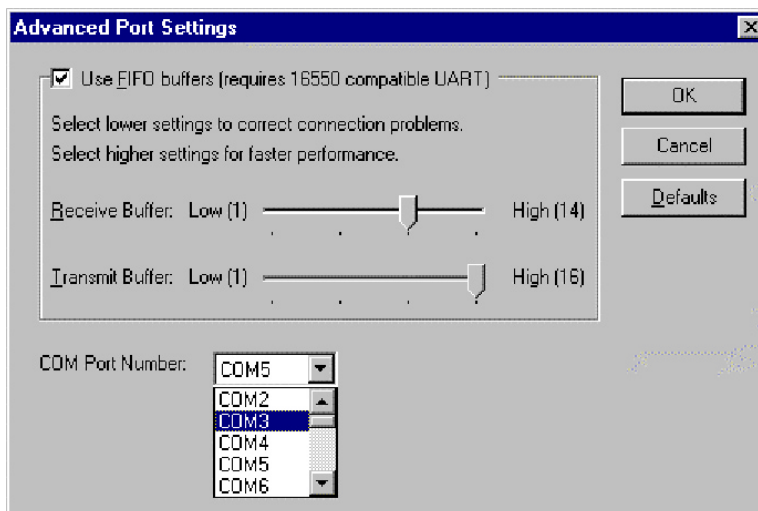 Advanced Port Settings
Use FIFO buffers (requires 16550 compatible UART)
Select lower settings to correct connection problems.
Select higher settings for faster performance.
Receive Buffer: Low (1) High (14)
Transmit Buffer: Low (1) High (16)
OK
Cancel
Defaults
COM Port Number: COM5
COM2
COM3
COM4
COM5
COM6